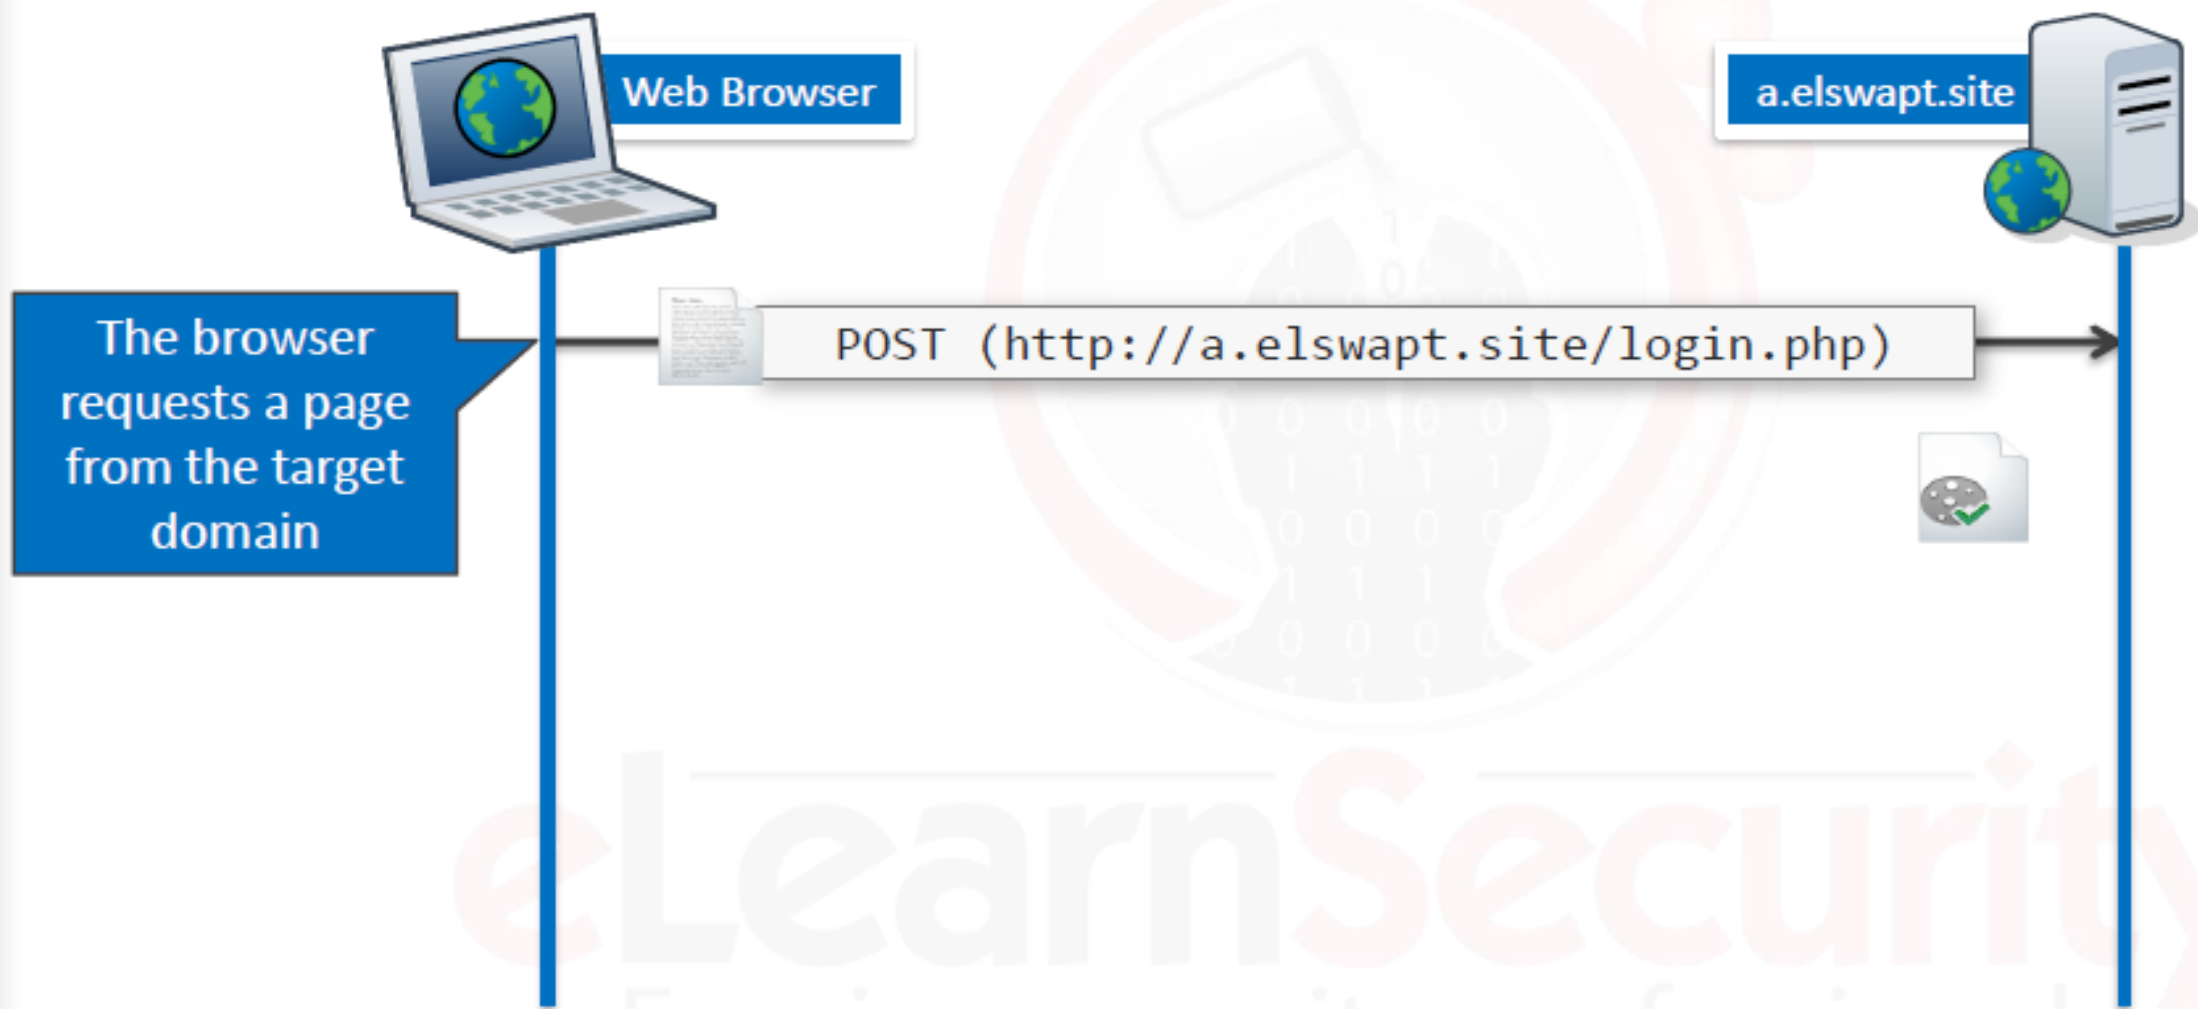 Web Browser
a.elswapt.site
The browser
requests a page
from the target
domain
POST (http://a.elswapt.site/login.php)
eLearnSecurity